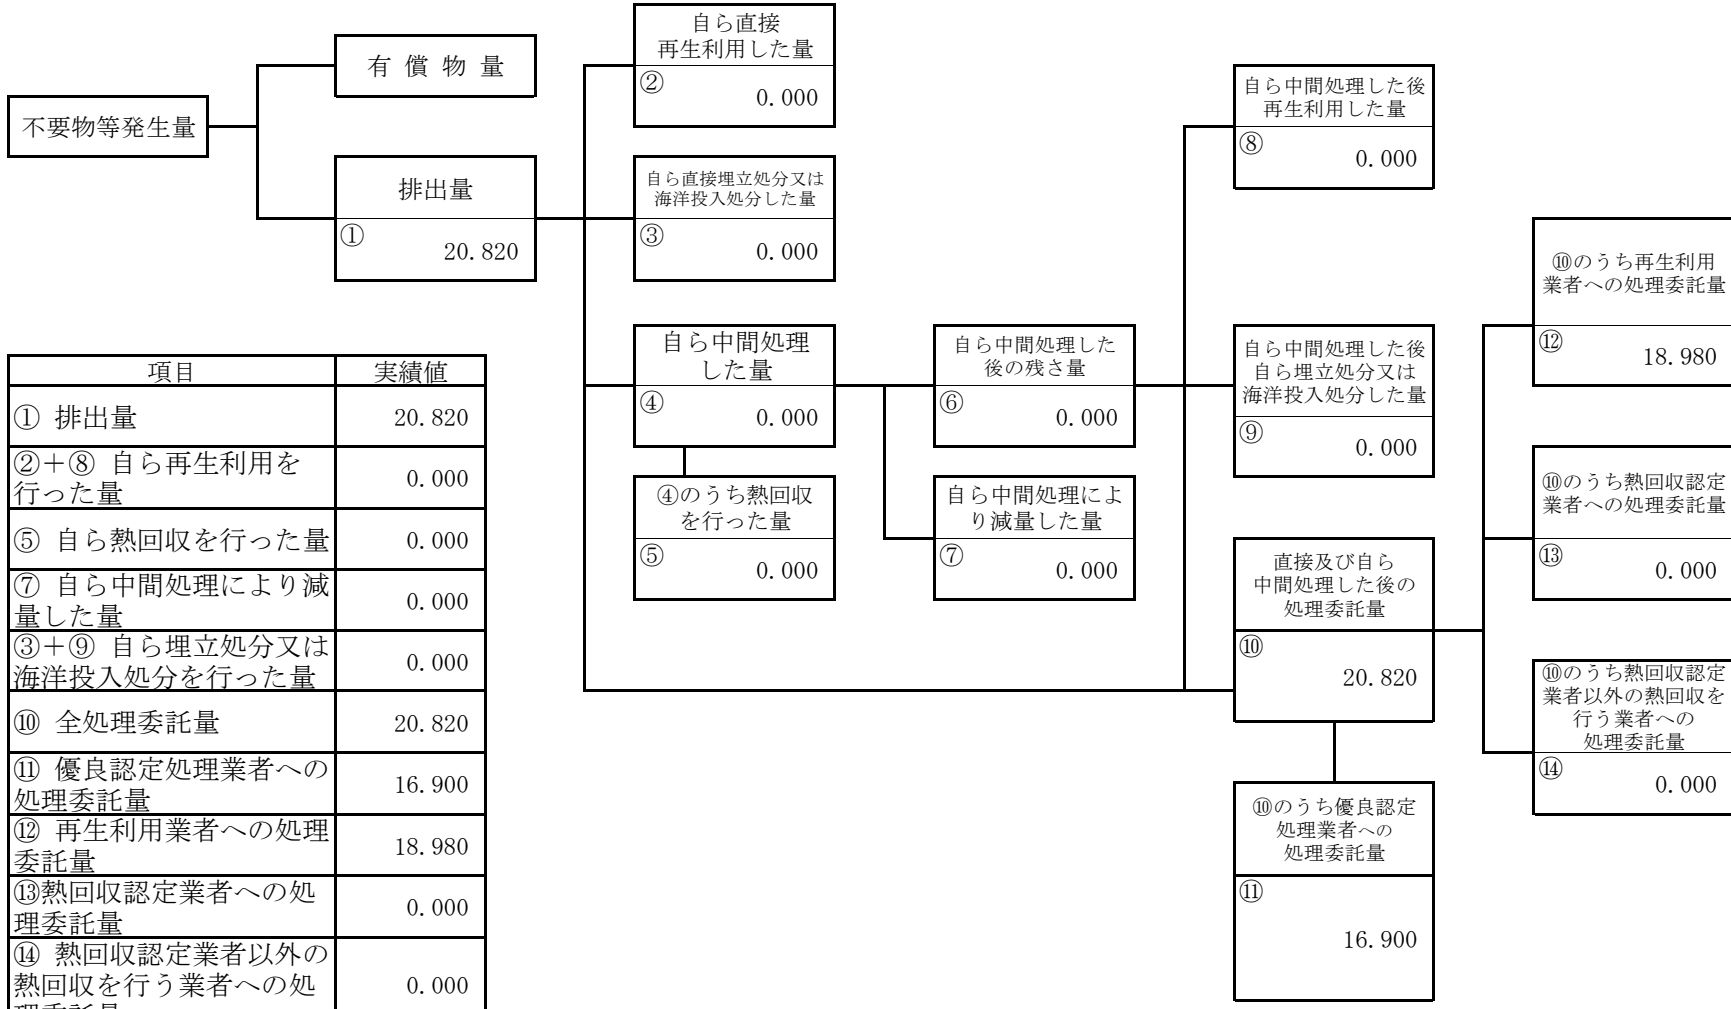 不要物等発生量
有 償 物 量
排出量
①
20.820
自ら直接
再生利用した量
②
0.000
自ら直接埋立処分又は
海洋投入処分した量
③
0.000
自ら中間処理
した量
④
0.000
④のうち熱回収
を行った量
⑤
0.000
自ら中間処理した
後の残さ量
⑥
0.000
自ら中間処理によ
り減量した量
⑦
0.000
自ら中間処理した後
再生利用した量
⑧
0.000
自ら中間処理した後
自ら埋立処分又は
海洋投入処分した量
⑨
0.000
直接及び自ら
中間処理した後の
処理委託量
⑩
20.820
⑩のうち優良認定
処理業者への
処理委託量
⑪
16.900
⑩のうち再生利用
業者への処理委託量
⑫
18.980
⑩のうち熱回収認定
業者への処理委託量
⑬
0.000
⑩のうち熱回収認定
業者以外の熱回収を
行う業者への
処理委託量
⑭
0.000
項目 実績値
① 排出量 20.820
②＋⑧ 自ら再生利用を
行った量 0.000
⑤ 自ら熱回収を行った量 0.000
⑦ 自ら中間処理により減
量した量 0.000
③＋⑨ 自ら埋立処分又は
海洋投入処分を行った量 0.000
⑩ 全処理委託量 20.820
⑪ 優良認定処理業者への
処理委託量 16.900
⑫ 再生利用業者への処理
委託量 18.980
⑬熱回収認定業者への処
理委託量 0.000
⑭ 熱回収認定業者以外の
熱回収を行う業者への処 0.000